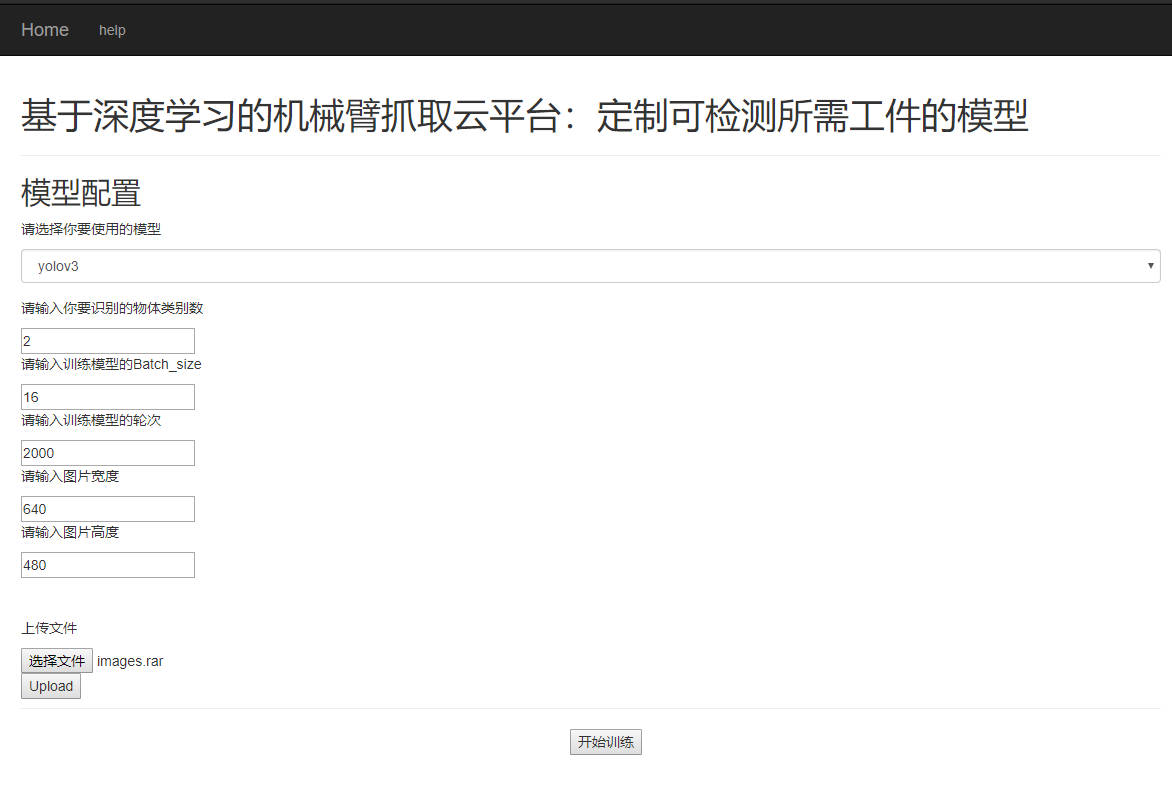 Home help
基于深度学习的机械臂抓取云平台：定制可检测所需工件的模型
模型配置
请选择你要使用的模型
yolov3
请输入你要识别的物体类别数
2
请输入训练模型的Batch_size
16
请输入训练模型的轮次
2000
请输入图片宽度
640
请输入图片高度
480
上传文件
选择文件 images.rar
Upload
开始训练